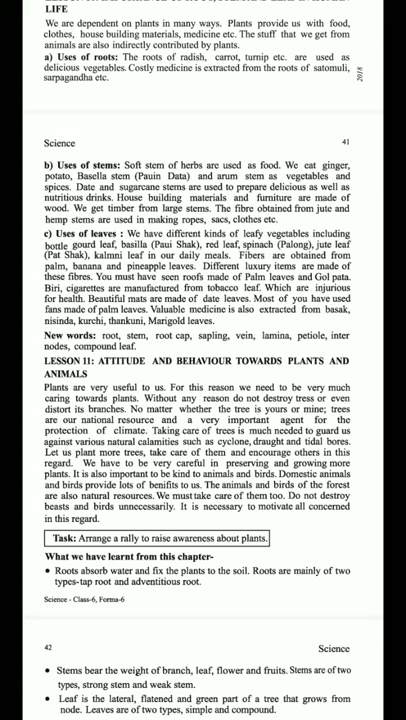 LIFE
We are dependent on plants in many ways. Plants provide us with food,
clothes, house building materials, medicine etc. The stuff that we get from
animals are also indirectly contributed by plants.
a) Uses of roots: The roots of radish, carrot, turnip etc. are used as
delicious vegetables. Costly medicine is extracted from the roots of satomuli,
sarpagandha etc.
2018
Science
41
b) Uses of stems: Soft stem of herbs are used as food. We eat ginger,
potato, Basella stem (Pauin Data) and arum stem as vegetables and
spices. Date and sugarcane stems are used to prepare delicious as well as
nutritious drinks. House building materials and furniture are made of
wood. We get timber from large stems. The fibre obtained from jute and
hemp stems are used in making ropes, sacs, clothes etc.
c) Uses of leaves : We have different kinds of leafy vegetables including
bottle gourd leaf, basilla (Paui Shak), red leaf, spinach (Palong), jute leaf
(Pat Shak), kalmni leaf in our daily meals. Fibers are obtained from
palm, banana and pineapple leaves. Different luxury items are made of
these fibres. You must have seen roofs made of Palm leaves and Gol pata.
Biri, cigarettes are manufactured from tobacco leaf. Which are injurious
for health. Beautiful mats are made of date leaves. Most of you have used
fans made of palm leaves. Valuable medicine is also extracted from basak,
nisinda, kurchi, thankuni, Marigold leaves.
New words: root, stem, root cap, sapling, vein, lamina, petiole, inter
nodes, compound leaf.
LESSON 11: ATTITUDE AND BEHAVIOUR TOWARDS PLANTS AND
ANIMALS
Plants are very useful to us. For this reason we need to be very much
caring towards plants. Without any reason do not destroy tress or even
distort its branches. No matter whether the tree is yours or mine; trees
are our national resource and a very important agent for the
protection of climate. Taking care of trees is much needed to guard us
against various natural calamities such as cyclone, draught and tidal bores.
Let us plant more trees, take care of them and encourage others in this
regard. We have to be very careful in preserving and growing more
plants. It is also important to be kind to animals and birds. Domestic animals
and birds provide lots of benifits to us. The animals and birds of the forest
are also natural resources. We must take care of them too. Do not destroy
beasts and birds unnecessarily. It is necessary to motivate all concerned
in this regard.
Task: Arrange a rally to raise awareness about plants.
What we have learnt from this chapter-
• Roots absorb water and fix the plants to the soil. Roots are mainly of two
types-tap root and adventitious root.
Science - Class-6, Forma-6
42
Science
• Stems bear the weight of branch, leaf, flower and fruits. Stems are of two
types, strong stem and weak stem.
• Leaf is the lateral, flatened and green part of a tree that grows from
node. Leaves are of two types, simple and compound.